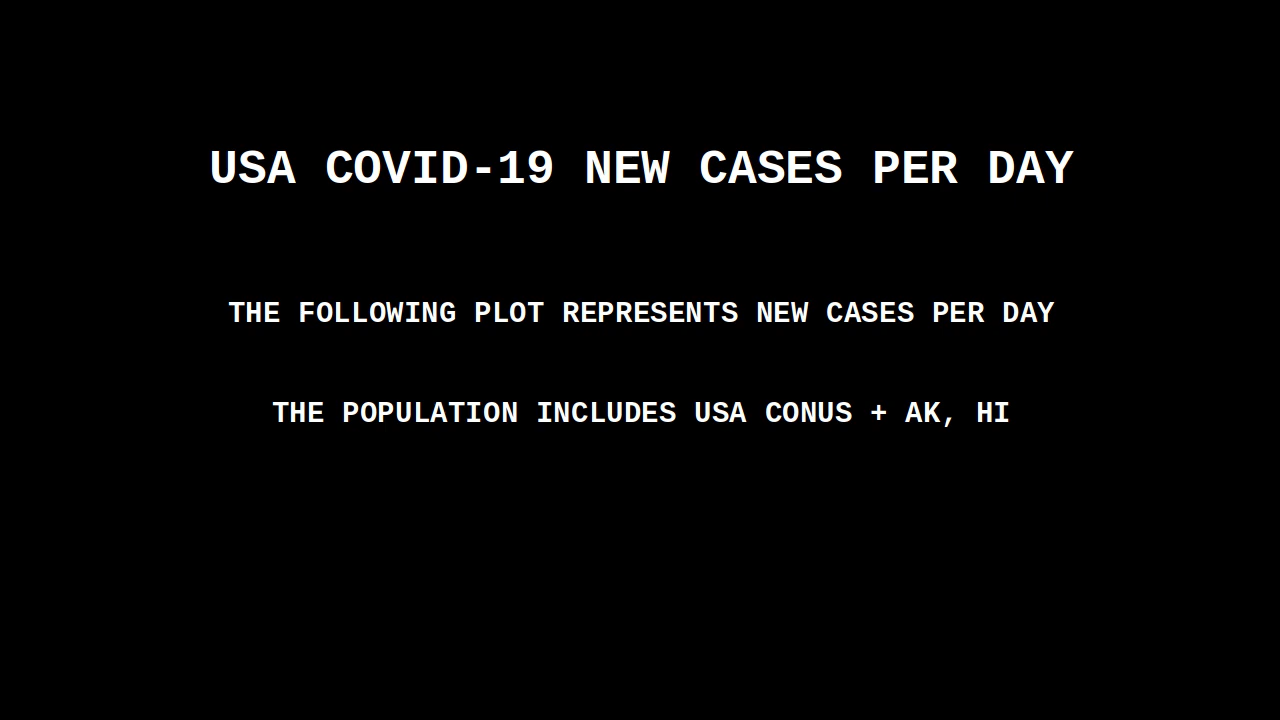 USA COVID-19 NEW CASES PER DAY
THE FOLLOWING PLOT REPRESENTS NEW CASES PER DAY
THE POPULATION INCLUDES USA CONUS + AK, HI